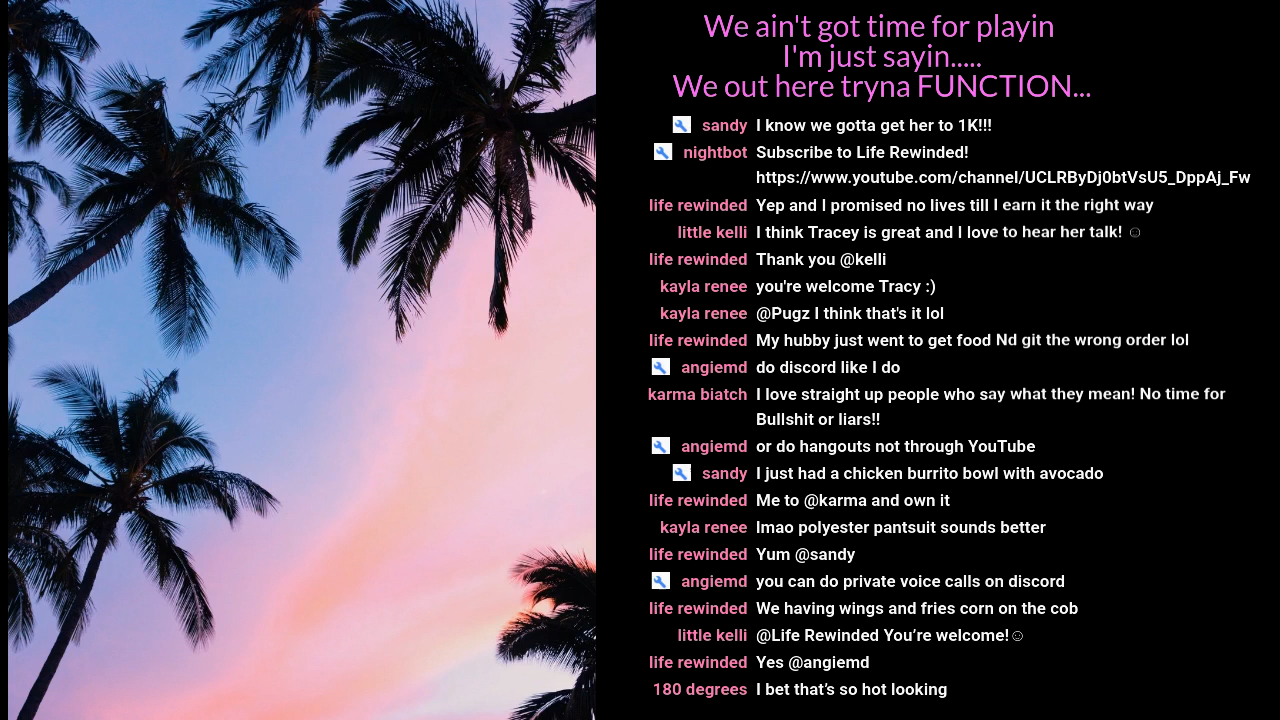 We ain't got time for playin
I'm just sayin.....
We out here tryna FUNCTION...
sandy I know we gotta get her to 1K!!!
nightbot Subscribe to Life Rewinded!
https://www.youtube.com/channel/UCLRByDj0btVsU5_DppAj_Fw
life rewinded Yep and I promised no lives till I earn it the right way
little kelli I think Tracey is great and I love to hear her talk! ☺
life rewinded Thank you @kelli
kayla renee you're welcome Tracy :)
kayla renee @Pugz I think that's it lol
life rewinded My hubby just went to get food Nd git the wrong order lol
angiemd do discord like I do
karma biatch I love straight up people who say what they mean! No time for
Bullshit or liars!!
angiemd or do hangouts not through YouTube
sandy I just had a chicken burrito bowl with avocado
life rewinded Me to @karma and own it
kayla renee lmao polyester pantsuit sounds better
life rewinded Yum @sandy
angiemd you can do private voice calls on discord
life rewinded We having wings and fries corn on the cob
little kelli @Life Rewinded You’re welcome!☺
life rewinded Yes @angiemd
180 degrees I bet that’s so hot looking